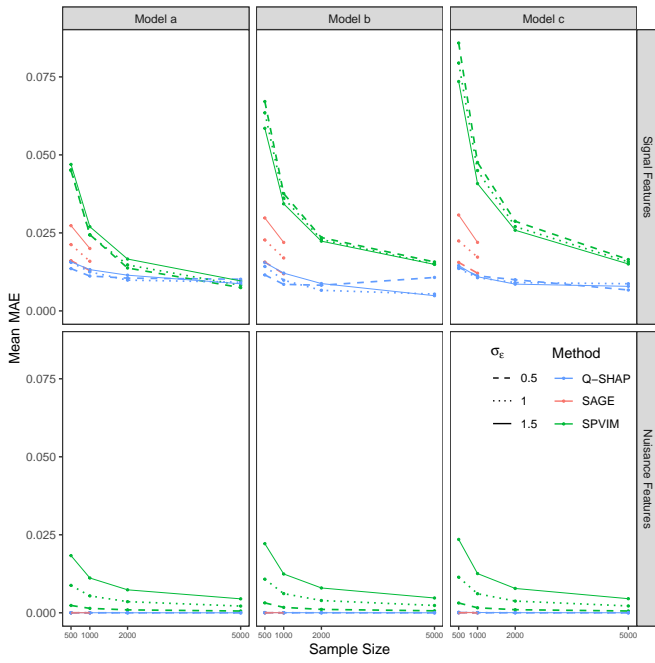 Model a
Model b
Model c
Mean MAE
0.075
0.050
0.025
0.000
Signal Features
0.075
0.050
0.025
0.000
Nuisance Features
σε
0.5
1
1.5
Method
Q−SHAP
SAGE
SPVIM
500
1000
2000
5000
500
1000
2000
5000
500
1000
2000
5000
Sample Size